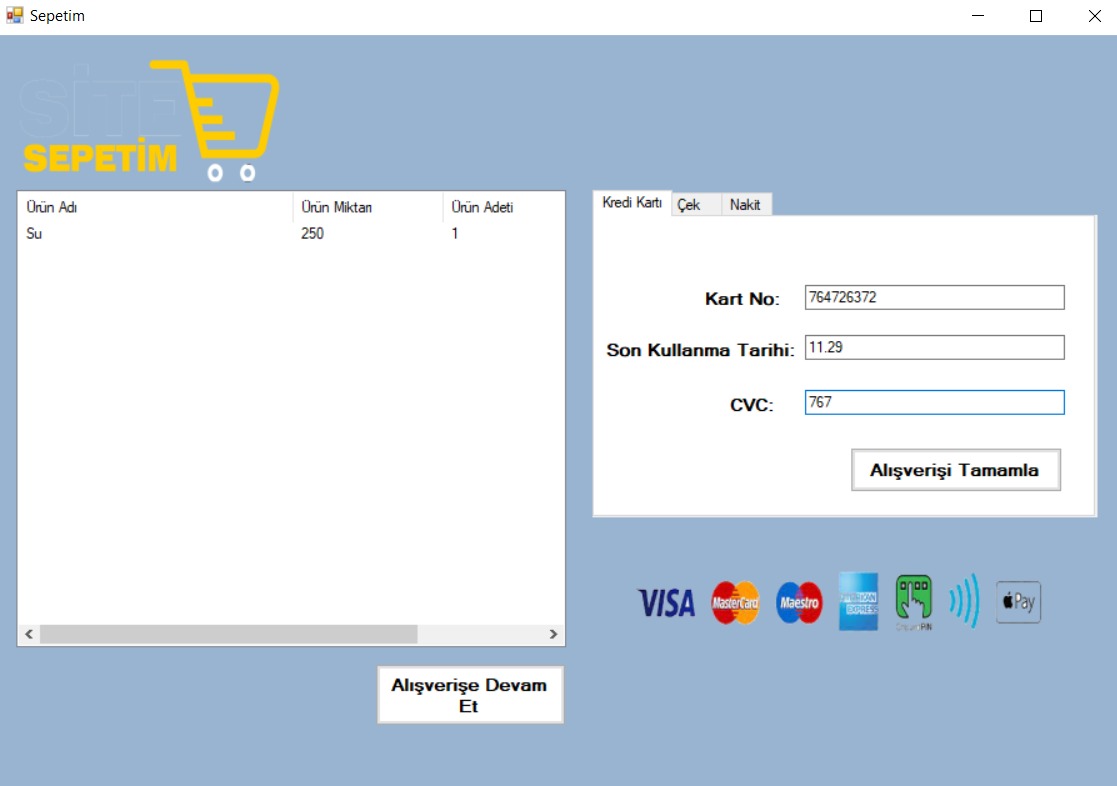 Sepetim
SİTE
SEPETİM
Ürün Adı
Ürün Miktarı
Ürün Adeti
Su
250
1
Kredi Kartı
Çek
Nakit
Kart No:
764726372
Son Kullanma Tarihi:
11.29
CVC:
767
Alışverişi Tamamla
VISA
MasterCard
Maestro
AMERICAN
EXPRESS
PIN
Pay
Alışverişe Devam
Et